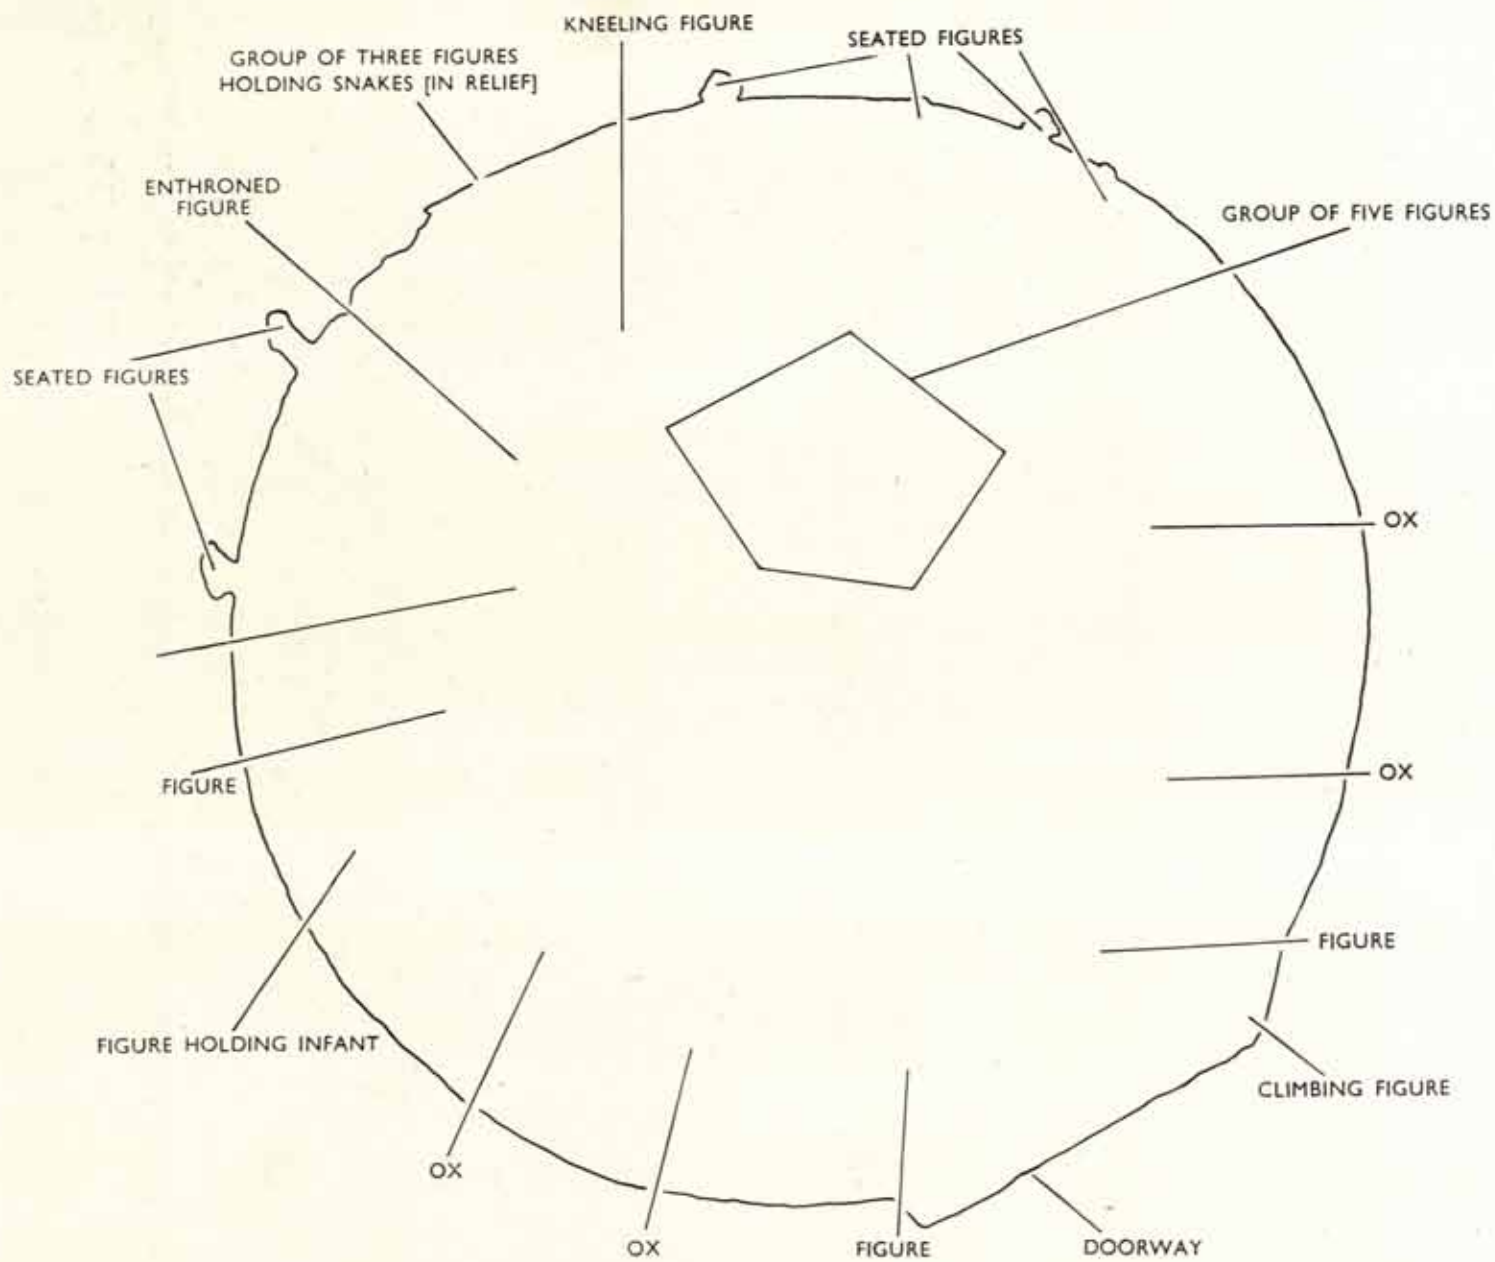 KNEELING FIGURE
SEATED FIGURES
GROUP OF THREE FIGURES
HOLDING SNAKES [IN RELIEF]
ENTHRONED
FIGURE
GROUP OF FIVE FIGURES
SEATED FIGURES
OX
OX
FIGURE
FIGURE
FIGURE HOLDING INFANT
CLIMBING FIGURE
OX
OX
FIGURE
DOORWAY